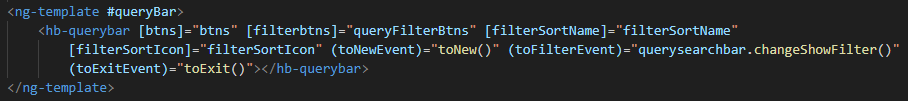 <ng-template #queryBar>
<hb-querybar [btns]="btns" [filterbtns]="queryFilterBtns" [filterSortName]="filterSortName"
[filterSortIcon]="filterSortIcon" (toNewEvent)="toNew()" (toFilterEvent)="querysearchbar.changeShowFilter()"
(toExitEvent)="toExit()"></hb-querybar>
</ng-template>